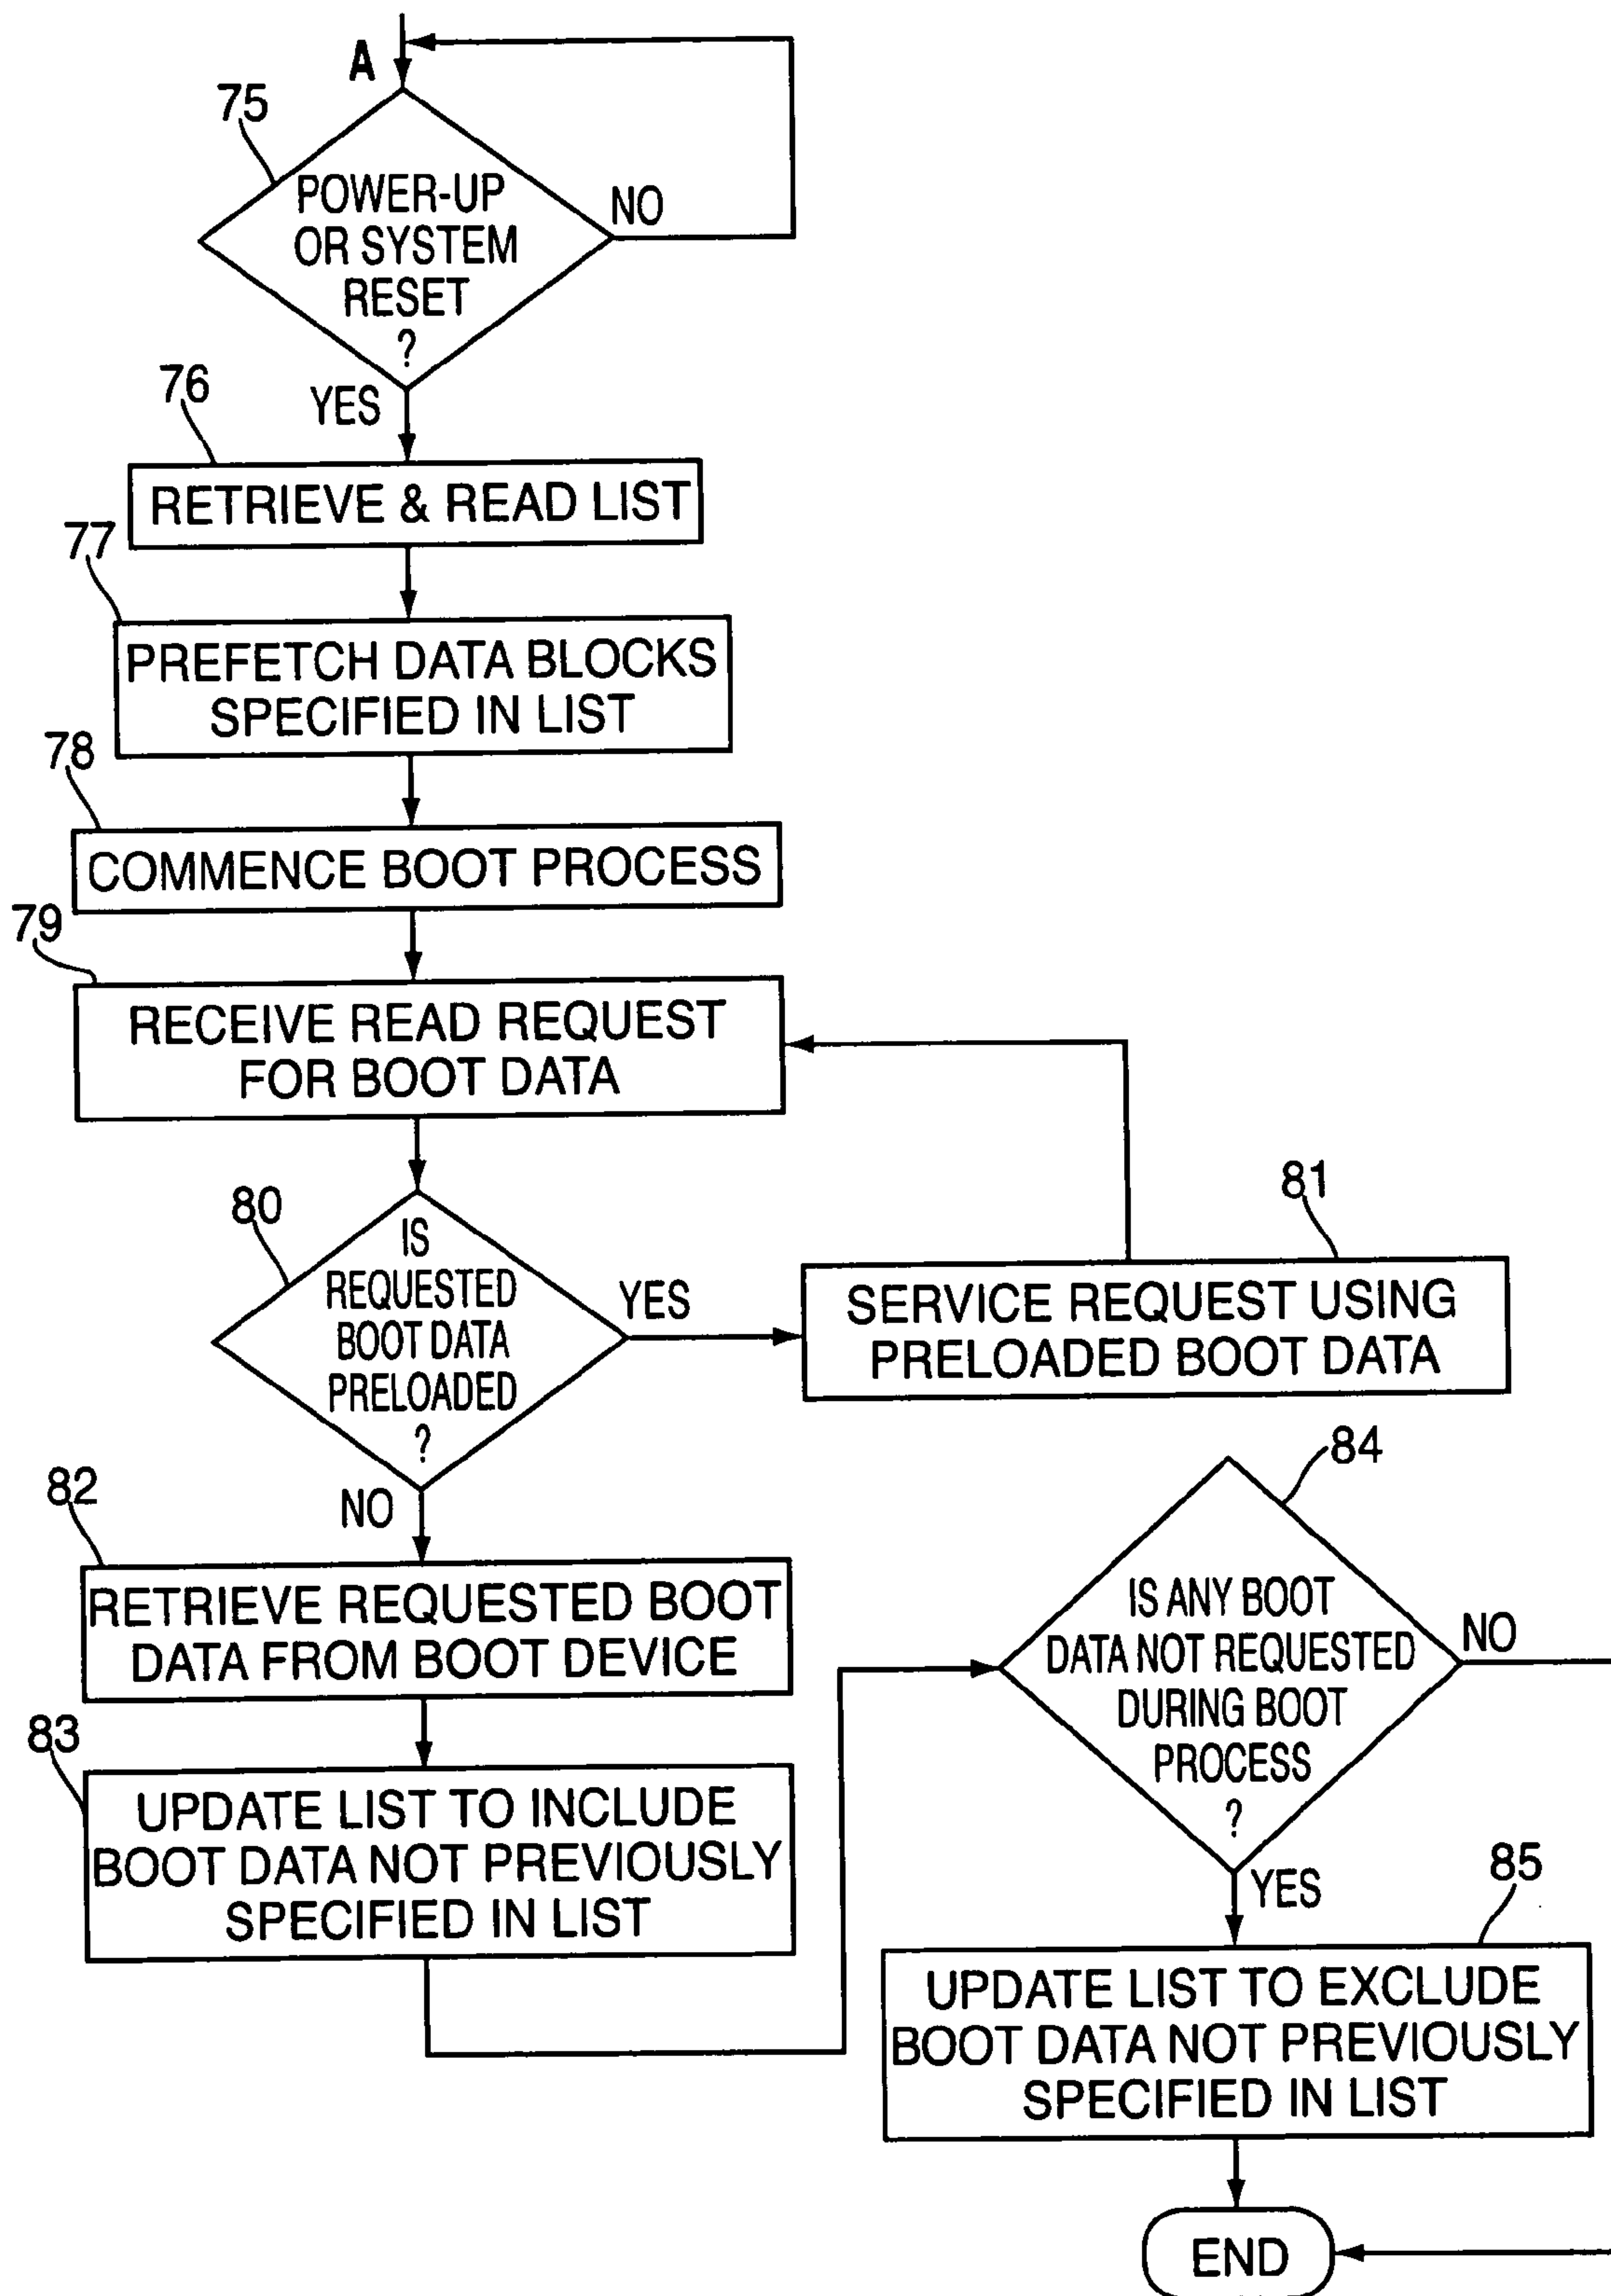 A
75
POWER-UP
OR SYSTEM
RESET
?
NO
YES
76
RETRIEVE & READ LIST
77
PREFETCH DATA BLOCKS
SPECIFIED IN LIST
78
COMMENCE BOOT PROCESS
79
RECEIVE READ REQUEST
FOR BOOT DATA
80
IS
REQUESTED
BOOT DATA
PRELOADED
?
YES
81
SERVICE REQUEST USING
PRELOADED BOOT DATA
NO
82
RETRIEVE REQUESTED BOOT
DATA FROM BOOT DEVICE
83
UPDATE LIST TO INCLUDE
BOOT DATA NOT PREVIOUSLY
SPECIFIED IN LIST
84
IS ANY BOOT
DATA NOT REQUESTED
DURING BOOT
PROCESS
?
NO
YES
85
UPDATE LIST TO EXCLUDE
BOOT DATA NOT PREVIOUSLY
SPECIFIED IN LIST
END